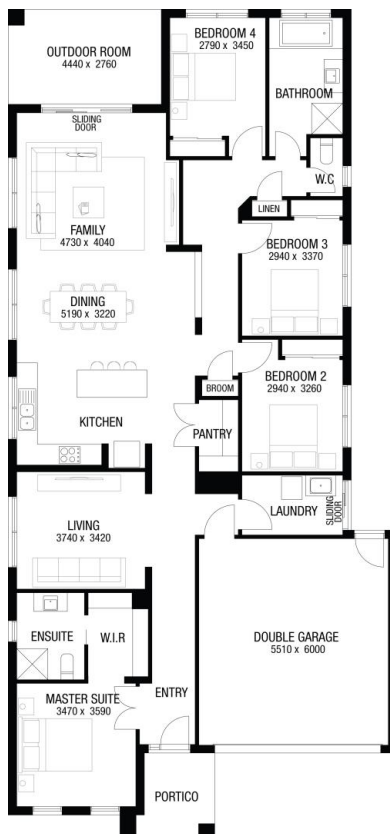 BEDROOM 4
2790 x 3450
OUTDOOR ROOM
4440 x 2760
BATHROOM
SLIDING
DOOR
W.C
LINEN
FAMILY
4730 x 4040
BEDROOM 3
2940 x 3370
DINING
5190 x 3220
BEDROOM 2
2940 x 3260
BROOM
KITCHEN
PANTRY
LIVING
3740 x 3420
LAUNDRY
SLIDING
DOOR
ENSUITE
W.I.R
DOUBLE GARAGE
5510 x 6000
MASTER SUITE
3470 x 3590
ENTRY
PORTICO